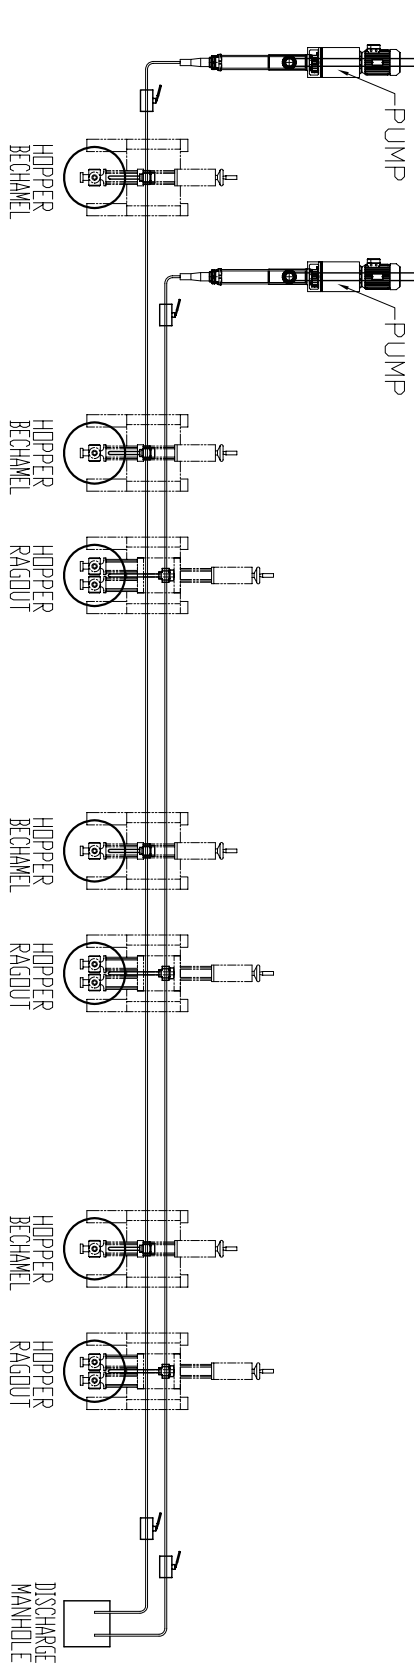 PUMP
HOPPER
BECHAMEL
PUMP
HOPPER
BECHAMEL
HOPPER
RAGOUT
HOPPER
BECHAMEL
HOPPER
RAGOUT
HOPPER
BECHAMEL
HOPPER
RAGOUT
DISCHARGE
MANHOLE